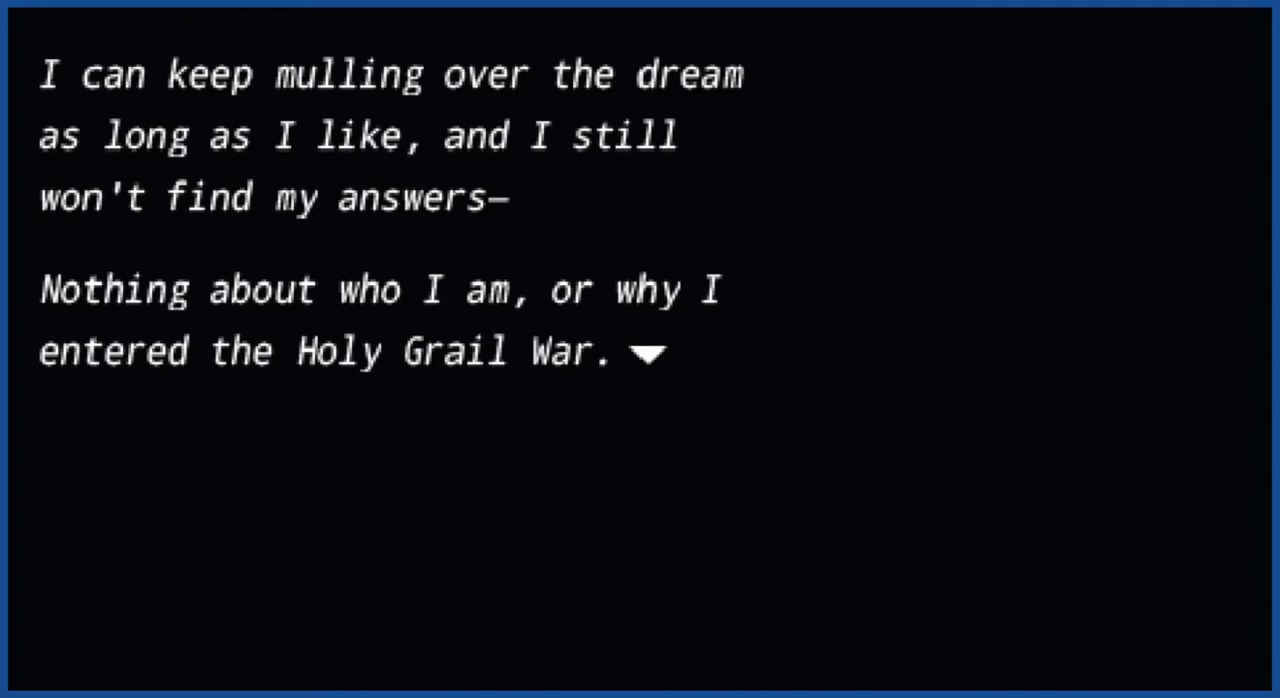 I can keep mulling over the dream
as long as I like, and I still
won't find my answers—
Nothing about who I am, or why I
entered the Holy Grail War.